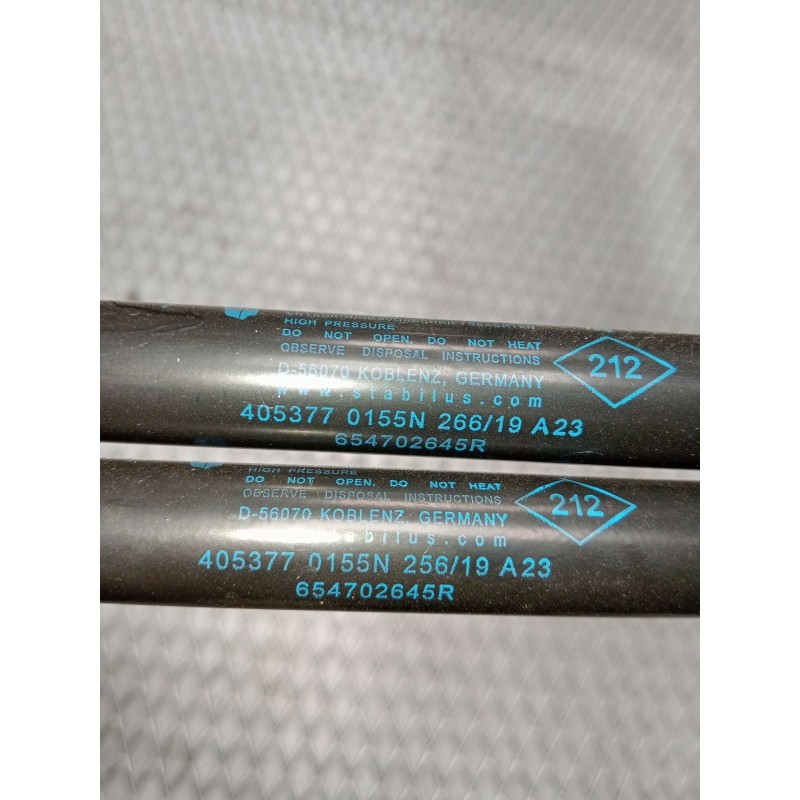 HIGH PRESSURE
DO NOT OPEN, DO NOT HEAT
OBSERVE DISPOSAL INSTRUCTIONS
D-56070 KOBLENZ, GERMANY
www.stabilus.com
212
405377 0155N 266/19 A23
654702645R
HIGH PRESSURE
DO NOT OPEN, DO NOT HEAT
OBSERVE DISPOSAL INSTRUCTIONS
D-56070 KOBLENZ, GERMANY
bilus.com
212
405377 0155N 256/19 A23
654702645R